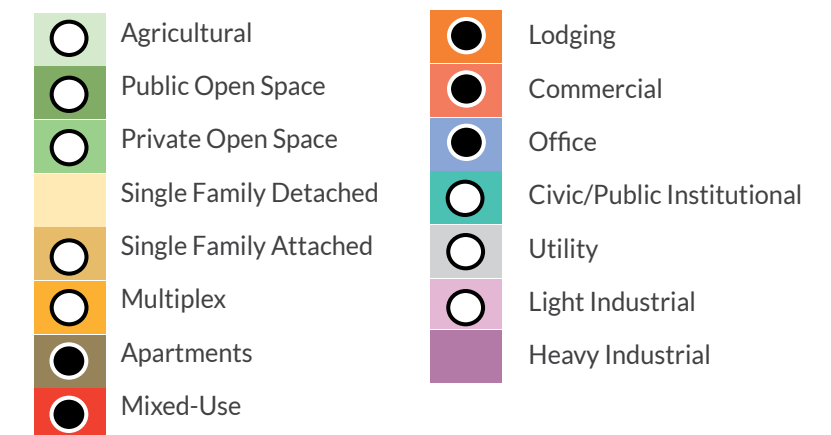 Agricultural
Public Open Space
Private Open Space
Single Family Detached
Single Family Attached
Multiplex
Apartments
Mixed-Use
Lodging
Commercial
Office
Civic/Public Institutional
Utility
Light Industrial
Heavy Industrial